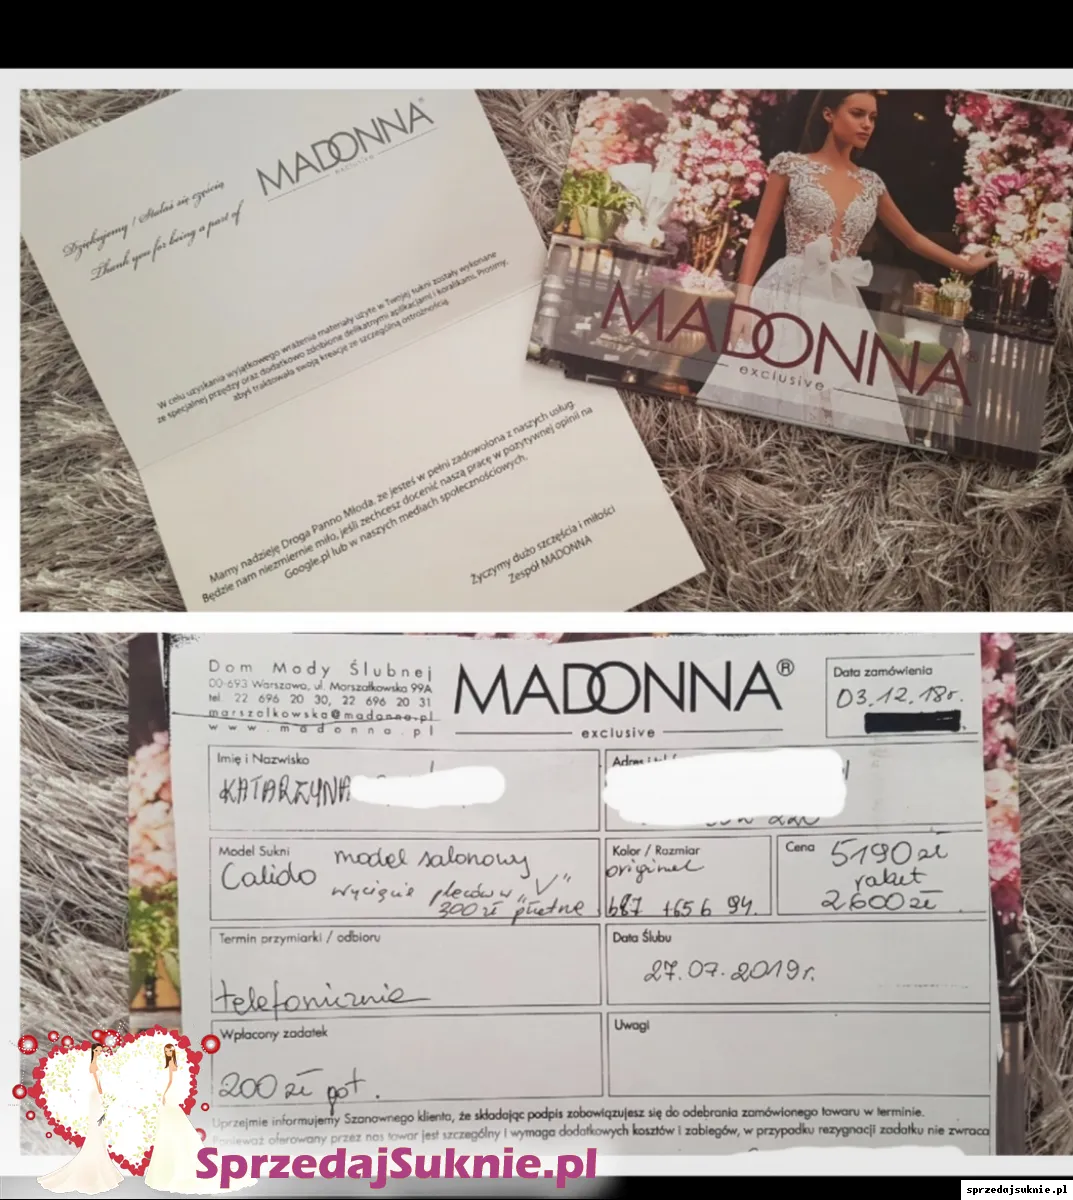 MADONNA®
exclusive
Dziękujemy / Stałaś się częścią
Thank you for being a part of
W celu uzyskania wyjątkowego wrażenia materiały użyte w Twojej sukni zostały wykonane
ze specjalnej przędzy oraz dodatkowo zdobione delikatnymi aplikacjami i koralikami. Prosimy,
abyś traktowała swoją kreację ze szczególną ostrożnością.
Mamy nadzieję Droga Panno Młoda, że jesteś w pełni zadowolona z naszych usług.
Będzie nam niezmiernie miło, jeśli zechcesz docenić naszą pracę w pozytywnej opinii na
Google.pl lub w naszych mediach społecznościowych.
Życzymy dużo szczęścia i miłości
Zespół MADONNA
MADONNA®
exclusive
Dom Mody Ślubnej
00-693 Warszawa, ul. Marszałkowska 99A
tel. 22 696 20 30, 22 696 20 31
marszalkowska@madonna.pl
www.madonna.pl
MADONNA®
exclusive
Data zamówienia
03.12.18r.
Imię i Nazwisko
KATARZYNA
Model Sukni
Calido model salonowy
wycięcie pleców w "V"
300 zł płatne
Kolor / Rozmiar
originel
b87 t65 b 94.
Cena
5190 zł
rabat
2600 zł
Termin przymiarki / odbioru
telefonicznie
Data Ślubu
27.07.2019r.
Wpłacony zadatek
200 zł got.
Uwagi
Uprzejmie informujemy Szanownego klienta, że składając podpis zobowiązujesz się do odebrania zamówionego towaru w terminie.
Ponieważ oferowany przez nas towar jest szczególny i wymaga dodatkowych kosztów i zabiegów, w przypadku rezygnacji zadatku nie zwraca
SprzedajSuknie.pl
sprzedajsuknie.pl